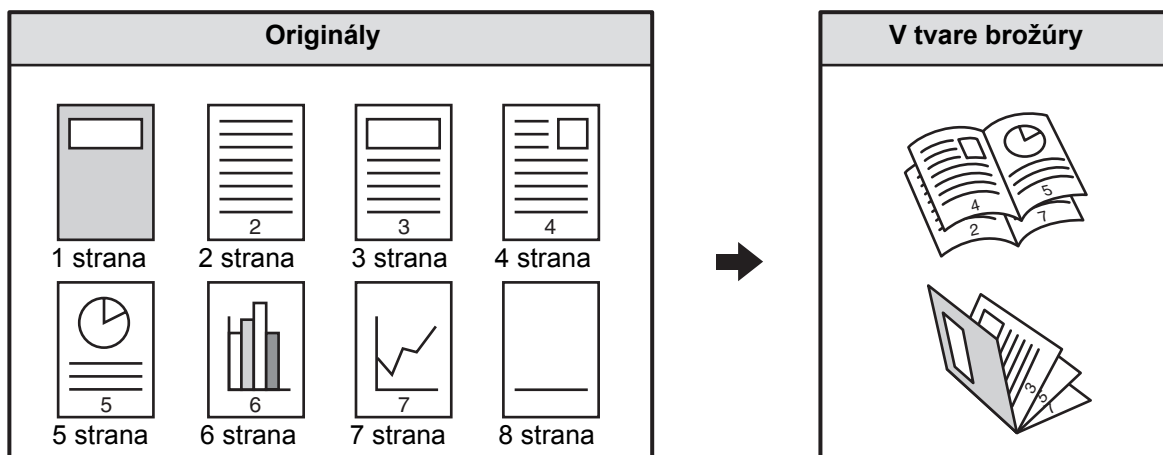 Originály
V tvare brožúry
2
3
4
1 strana
2 strana
3 strana
4 strana
5
6
7
5 strana
6 strana
7 strana
8 strana
4
5
2
7
3
5
7